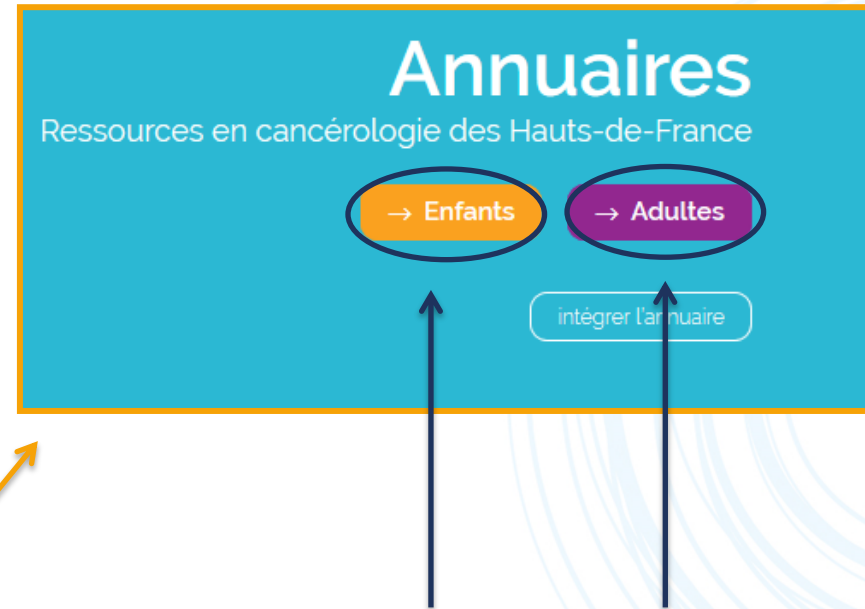 Annuaires
Ressources en cancérologie des Hauts-de-France
→ Enfants → Adultes
intégrer l'annuaire